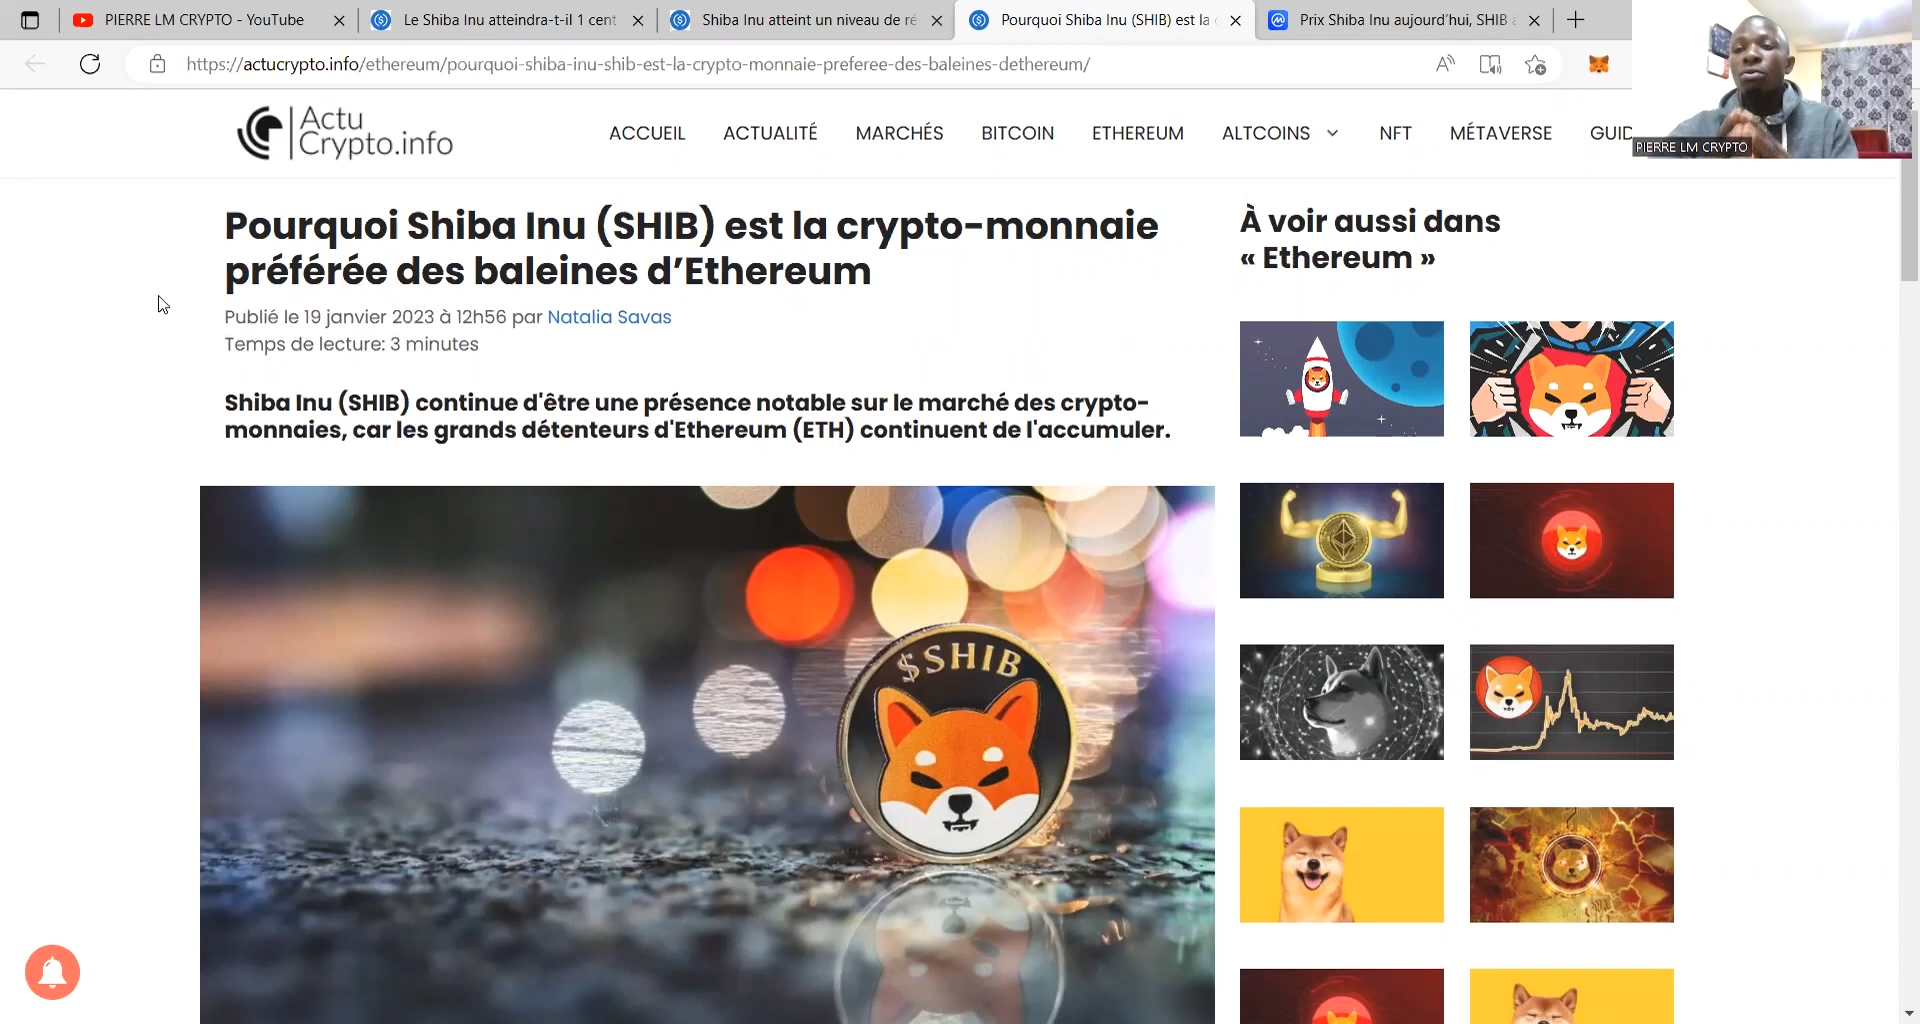 PIERRE LM CRYPTO - YouTube
Le Shiba Inu atteindra-t-il 1 cent
Shiba Inu atteint un niveau de ré
Pourquoi Shiba Inu (SHIB) est la c
Prix Shiba Inu aujourd'hui, SHIB
https://actucrypto.info/ethereum/pourquoi-shiba-inu-shib-est-la-crypto-monnaie-preferee-des-baleines-dethereum/
PIERRE LM CRYPTO
Actu
Crypto.info
ACCUEIL
ACTUALITÉ
MARCHÉS
BITCOIN
ETHEREUM
ALTCOINS
NFT
MÉTAVERSE
GUID
Pourquoi Shiba Inu (SHIB) est la crypto-monnaie
préférée des baleines d’Ethereum
Publié le 19 janvier 2023 à 12h56 par Natalia Savas
Temps de lecture: 3 minutes
Shiba Inu (SHIB) continue d'être une présence notable sur le marché des crypto-
monnaies, car les grands détenteurs d'Ethereum (ETH) continuent de l'accumuler.
À voir aussi dans
« Ethereum »
$SHIB